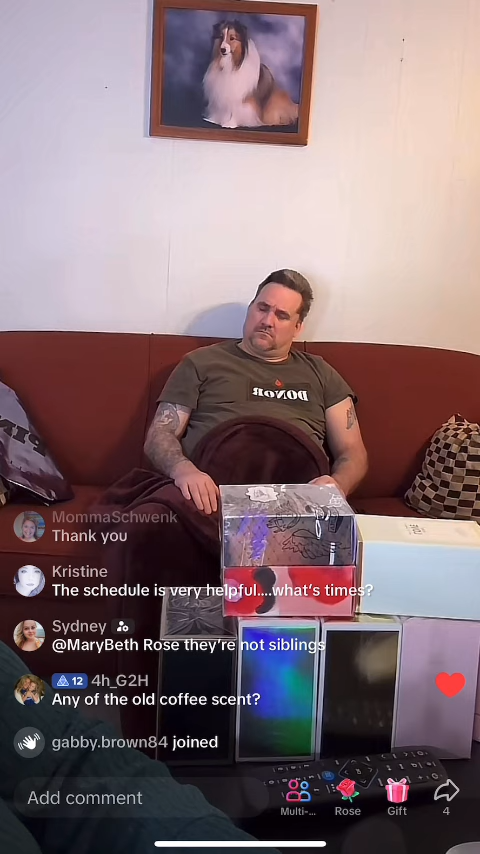 DONOR
MommaSchwenk
Thank you
Kristine
The schedule is very helpful....what's times?
Sydney
@MaryBeth Rose they're not siblings
12 4h_G2H
Any of the old coffee scent?
gabby.brown84 joined
Add comment
Multi-...
Rose
Gift
4